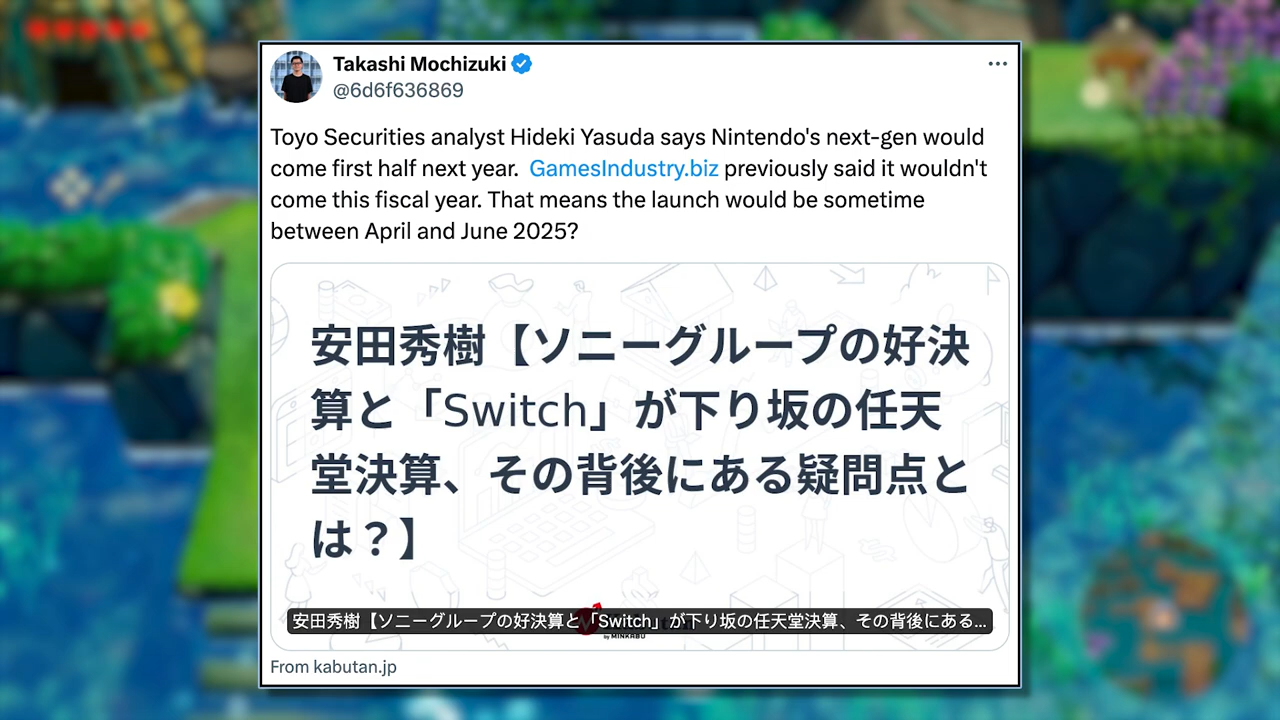 Takashi Mochizuki
@6d6f636869
Toyo Securities analyst Hideki Yasuda says Nintendo's next-gen would
come first half next year. GamesIndustry.biz previously said it wouldn't
come this fiscal year. That means the launch would be sometime
between April and June 2025?
安田秀樹【ソニーグループの好決
算と「Switch」が下り坂の任天
堂決算、その背後にある疑問点と
は？】
安田秀樹【ソニーグループの好決算と「Switch」が下り坂の任天堂決算、その背後にある...
by MINKABU
From kabutan.jp